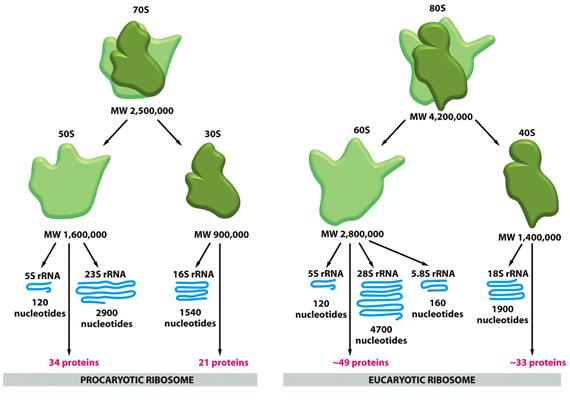 70S
MW 2,500,000
50S
30S
MW 1,600,000
MW 900,000
5S rRNA
23S rRNA
16S rRNA
120
nucleotides
2900
nucleotides
1540
nucleotides
34 proteins
21 proteins
PROCARYOTIC RIBOSOME
80S
MW 4,200,000
60S
40S
MW 2,800,000
MW 1,400,000
5S rRNA
28S rRNA
5.8S rRNA
18S rRNA
120
nucleotides
4700
nucleotides
160
nucleotides
1900
nucleotides
~49 proteins
~33 proteins
EUCARYOTIC RIBOSOME